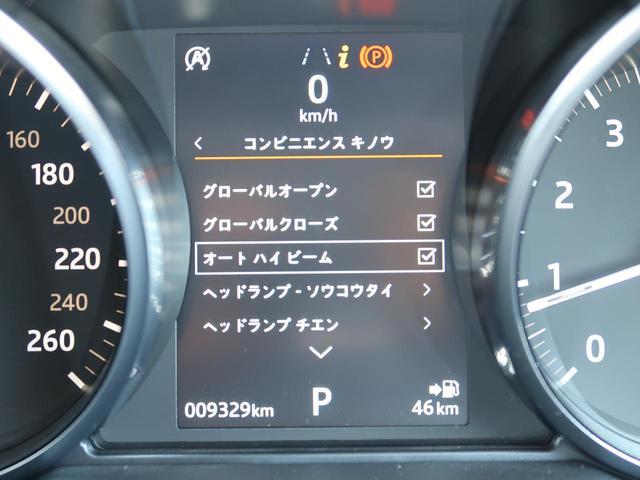 0
km/h
コンビニエンス キノウ
グローバルオープン
グローバルクローズ
オート ハイ ビーム
ヘッドランプ - ソウコウタイ
ヘッドランプ チエン
009329km
P
46 km
160
180
200
220
240
260
3
2
1
0